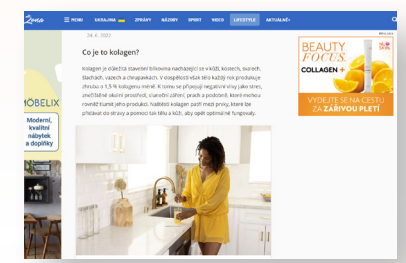 Žena
MENU UKRAJINA ZPRÁVY NÁZORY SPORT VIDEO LIFESTYLE AKTUÁLNĚ+
24. 6. 2022
Co je to kolagen?
Kolagen je důležitá stavební bílkovina nacházející se v kůži, kostech, svalech,
šlachách, vazech a chrupavkách. V dospělosti však tělo každý rok produkuje
zhruba o 1,5 % kolagenu méně. K tomu se připojují negativní vlivy jako stres,
znečištěné okolní prostředí, sluneční záření, prach a podobně, které mohou
rovněž tlumit jeho produkci. Naštěstí kolagen patří mezi prvky, které lze
přidávat do stravy a pomoci tak tělu a kůži, aby opět optimálně fungovaly.
MÖBELIX
Moderní,
kvalitní
nábytek
a doplňky
BEAUTY
FOCUS
COLLAGEN +
VYDEJTE SE NA CESTU
ZA ZÁŘIVOU PLETÍ